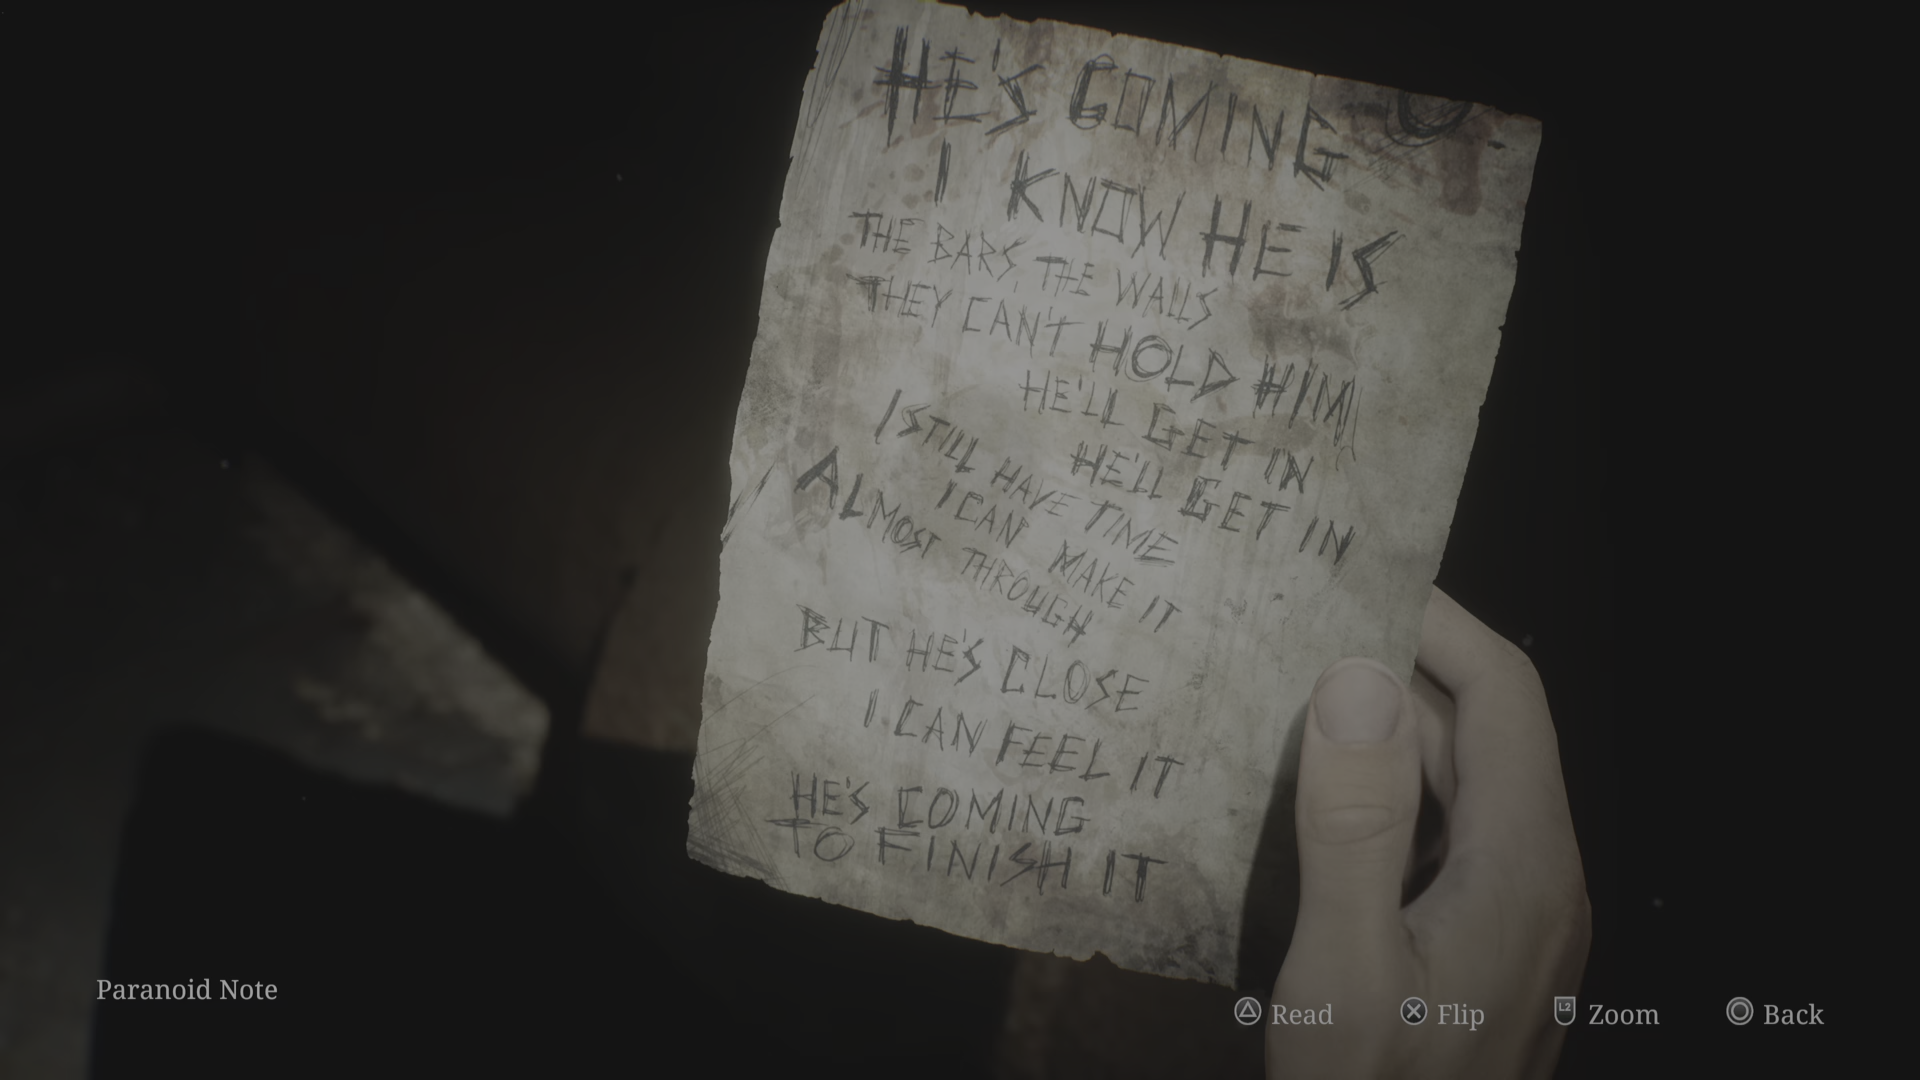 HE'S COMING
I KNOW HE IS
THE BARS, THE WALLS
THEY CAN'T HOLD HIM
HE'LL GET IN
HE'LL GET IN
I STILL HAVE TIME
I CAN MAKE IT
ALMOST THROUGH
BUT HE'S CLOSE
I CAN FEEL IT
HE'S COMING
TO FINISH IT
Paranoid Note
Read
Flip
L2 Zoom
Back